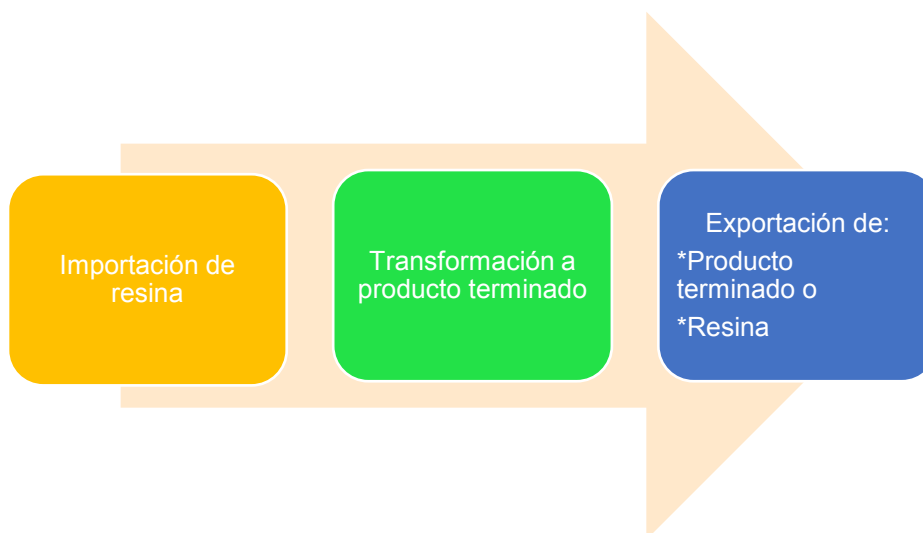 Importación de
resina
Transformación a
producto terminado
Exportación de:
*Producto
terminado o
*Resina